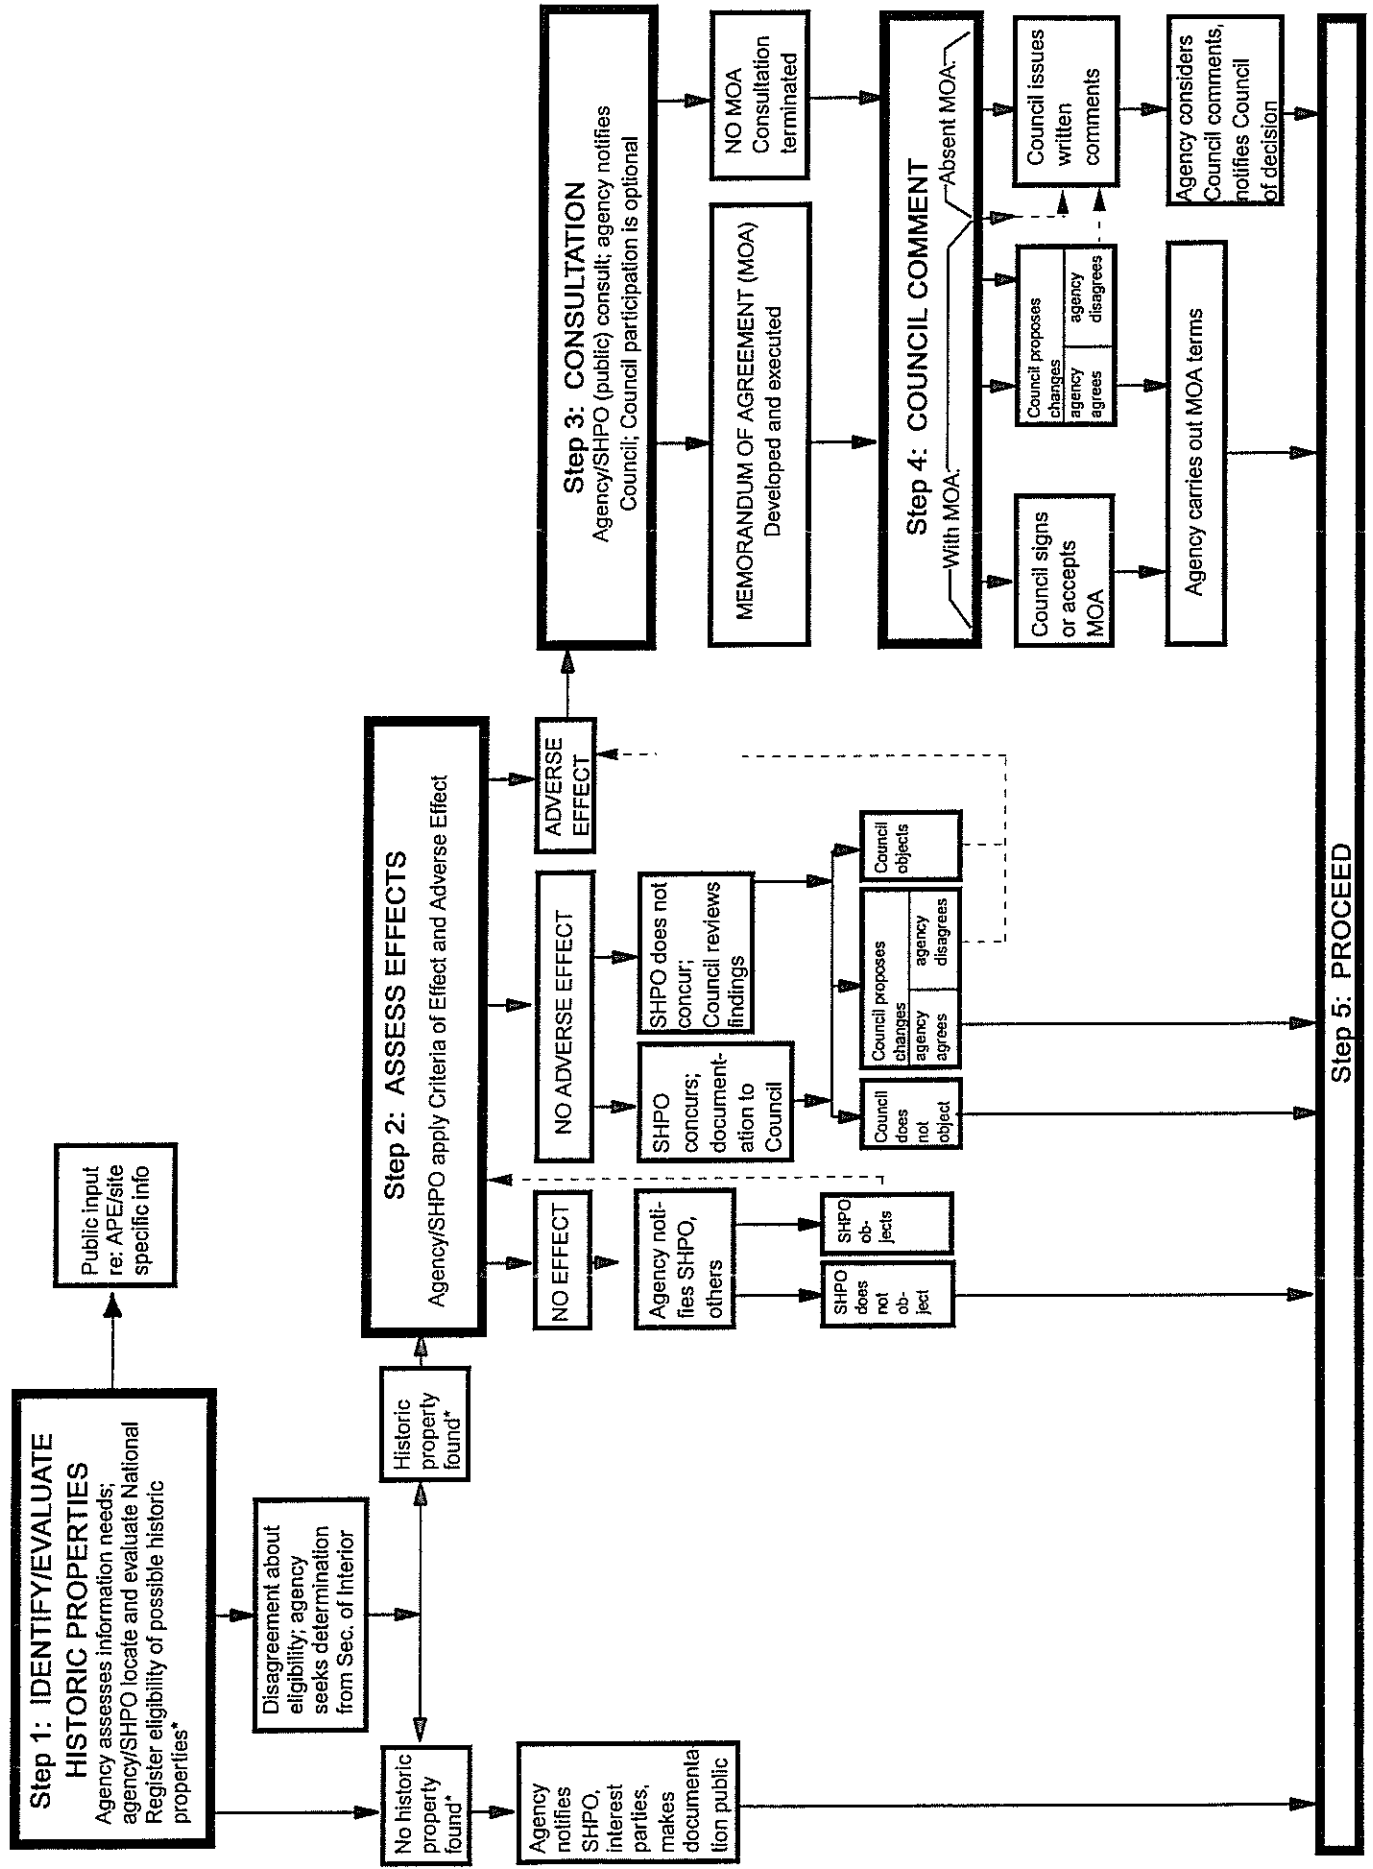 Step 1: IDENTIFY/EVALUATE
HISTORIC PROPERTIES
Agency assesses information needs;
agency/SHPO locate and evaluate National
Register eligibility of possible historic
properties*
Public input
re: APE/site
specific info
Disagreement about
eligibility; agency
seeks determination
from Sec. of Interior
No historic
property
found*
Historic
property
found*
Agency
notifies
SHPO,
interest
parties,
makes
documenta
tion public
Step 2: ASSESS EFFECTS
Agency/SHPO apply Criteria of Effect and Adverse Effect
NO EFFECT
NO ADVERSE EFFECT
ADVERSE
EFFECT
Agency noti-
fies SHPO,
others
SHPO
concurs;
document-
ation to
Council
SHPO does not
concur;
Council reviews
findings
SHPO
does
not
ob-
ject
SHPO
ob-
jects
Council
does
not
object
Council proposes
changes
agency
agrees
agency
disagrees
Council
objects
Step 3: CONSULTATION
Agency/SHPO (public) consult; agency notifies
Council; Council participation is optional
MEMORANDUM OF AGREEMENT (MOA)
Developed and executed
NO MOA
Consultation
terminated
Step 4: COUNCIL COMMENT
With MOA:
Absent MOA:
Council signs
or accepts
MOA
Council proposes
changes
agency
agrees
agency
disagrees
Council issues
written
comments
Agency carries out MOA terms
Agency considers
Council comments,
notifies Council
of decision
Step 5: PROCEED